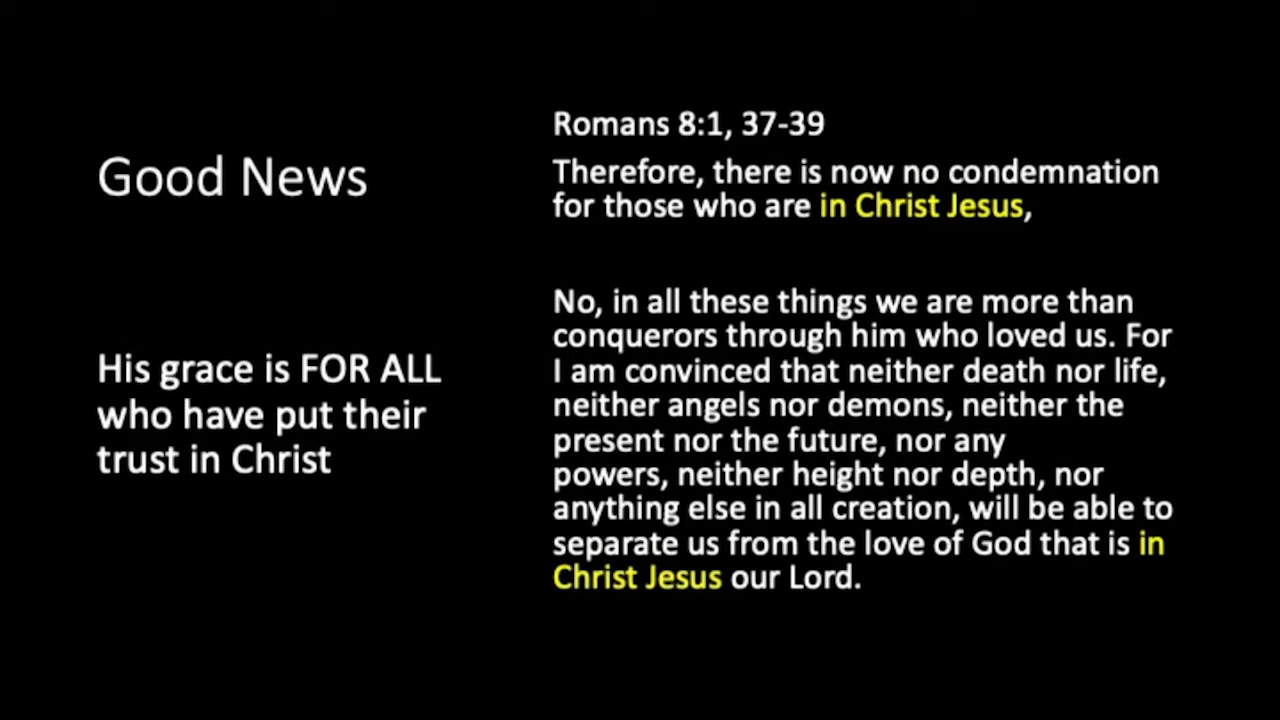 Good News
His grace is FOR ALL
who have put their
trust in Christ
Romans 8:1, 37-39
Therefore, there is now no condemnation
for those who are in Christ Jesus,
No, in all these things we are more than
conquerors through him who loved us. For
I am convinced that neither death nor life,
neither angels nor demons, neither the
present nor the future, nor any
powers, neither height nor depth, nor
anything else in all creation, will be able to
separate us from the love of God that is in
Christ Jesus our Lord.